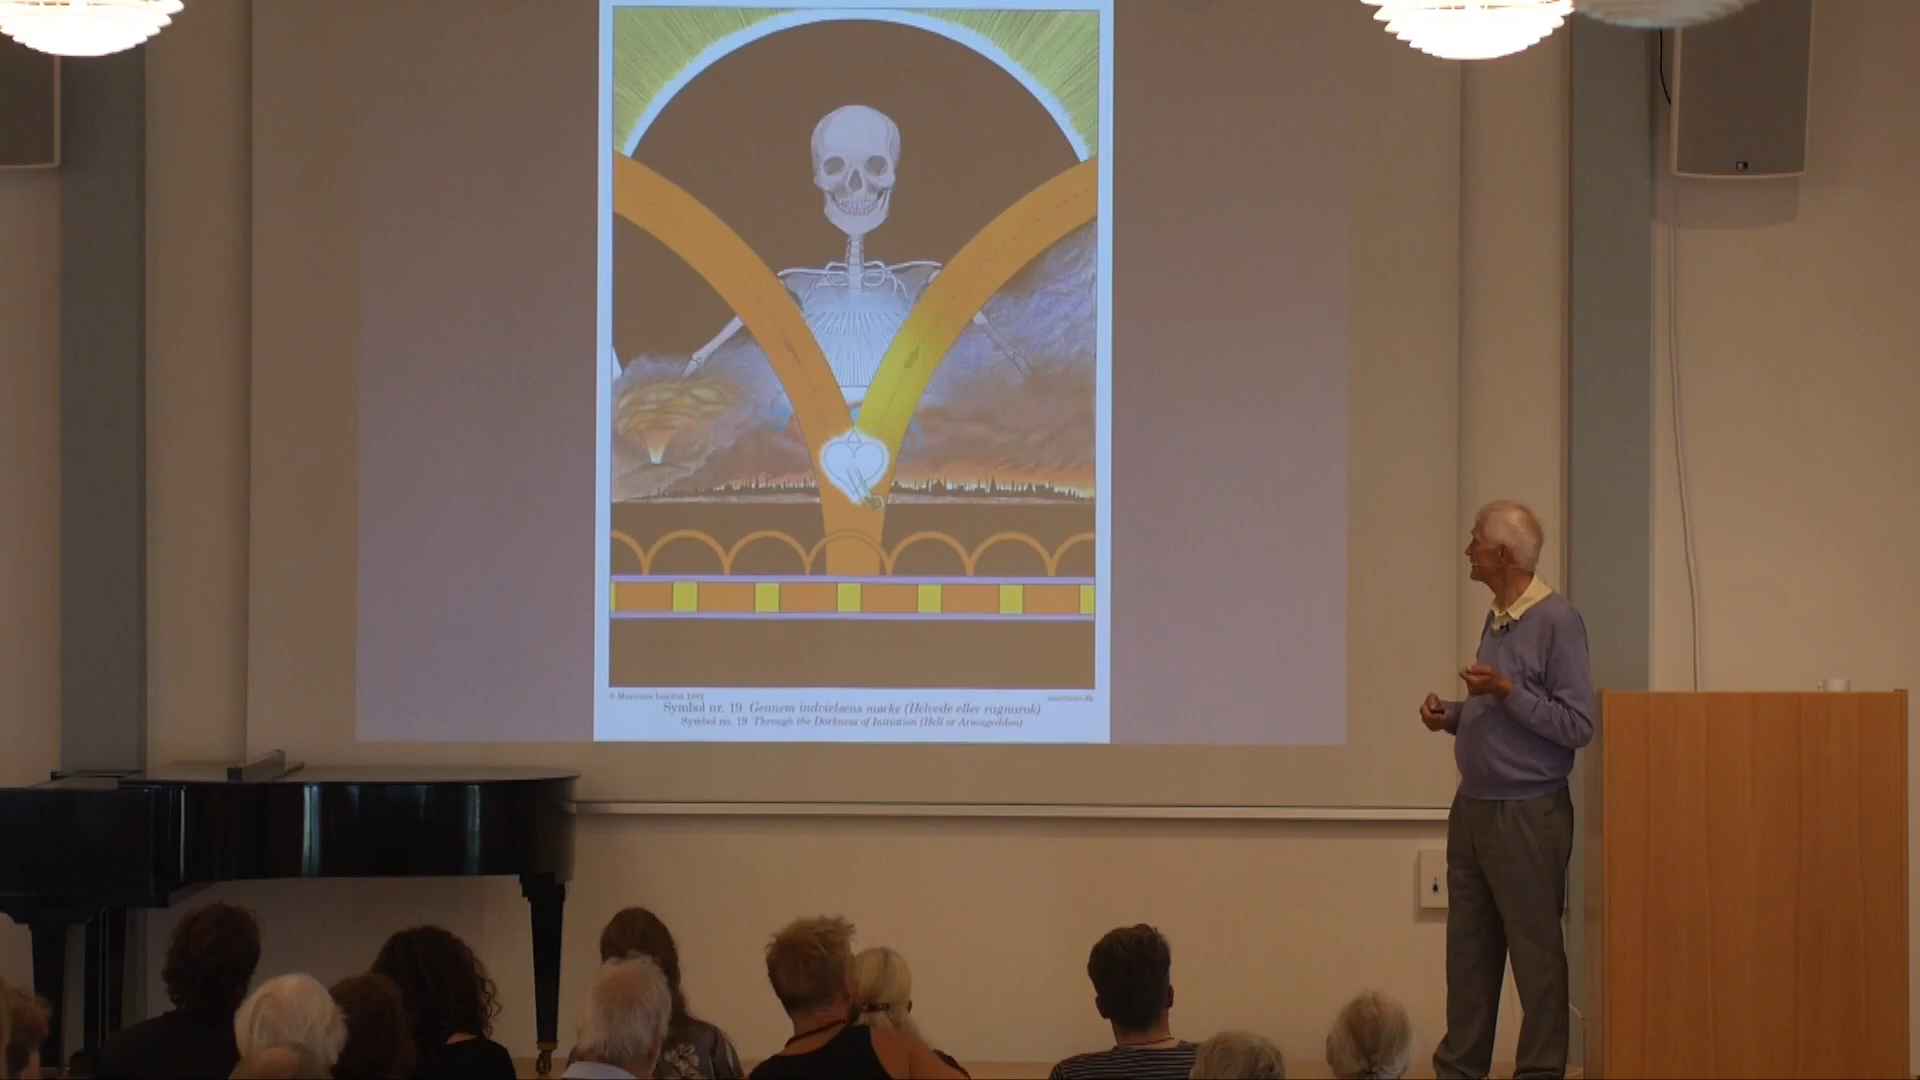 © Martinus Institut 1981
martinus.dk
Symbol nr. 19 Gennem indvielsens mørke (Helvede eller ragnarok)
Symbol no. 19 Through the Darkness of Initiation (Hell or Armageddon)